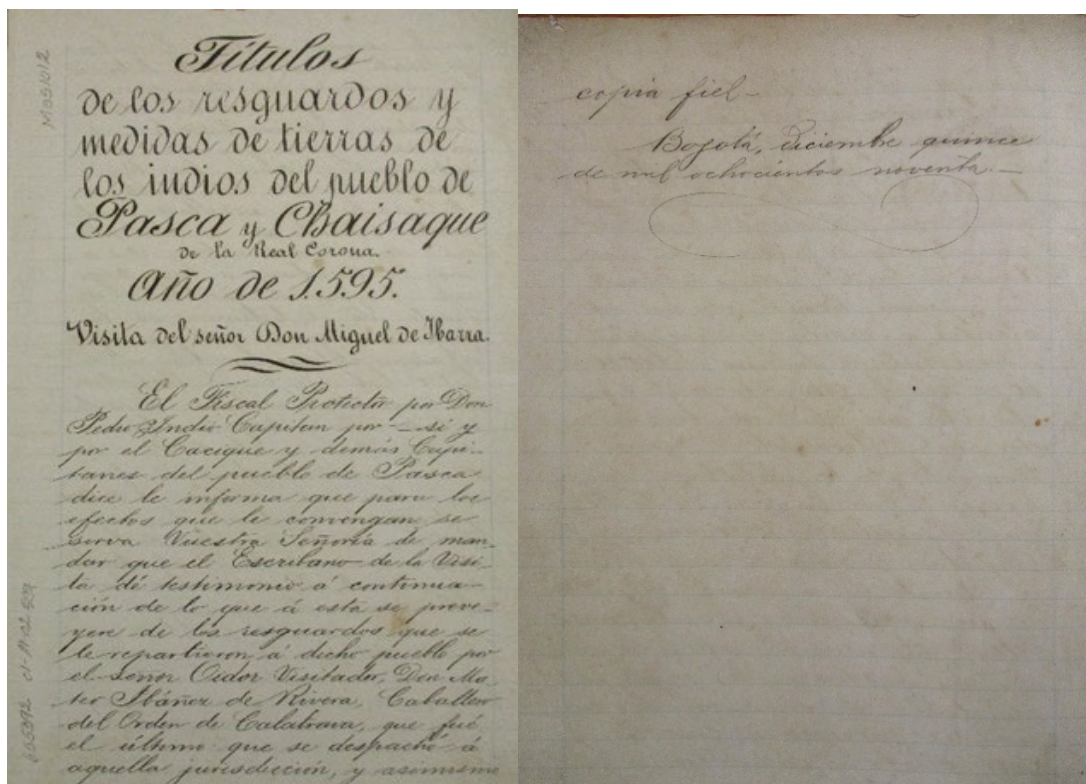 Títulos
de los resguardos y
medidas de tierras de
los indios del pueblo de
Pasca y Chaisaque
de la Real Corona.
Año de 1.595.
Visita del señor Don Miguel de Ibarra.
El Fiscal Protector por Don
Pedro, Indio Capitan por - sí y
por el Cacique y demás Capi-
tanes del pueblo de Pasca
dice le informa que para los
efectos que le convengan se
serva Vuestra Señoría de man-
dar que el Escribano de la Visi-
ta dé testimonio á continua-
ción de lo que á esta se prove-
yere de los resguardos que se
le repartieron á dicho pueblo por
el señor Oidor Visitador, Don Ma-
teo Ibáñez de Rivera, Caballero
del Orden de Calatrava, que fué
el último que se despachó á
aquella jurisdicción, y asimismo
copia fiel-
Bogotá, diciembre quince
de mil ochocientos noventa.-